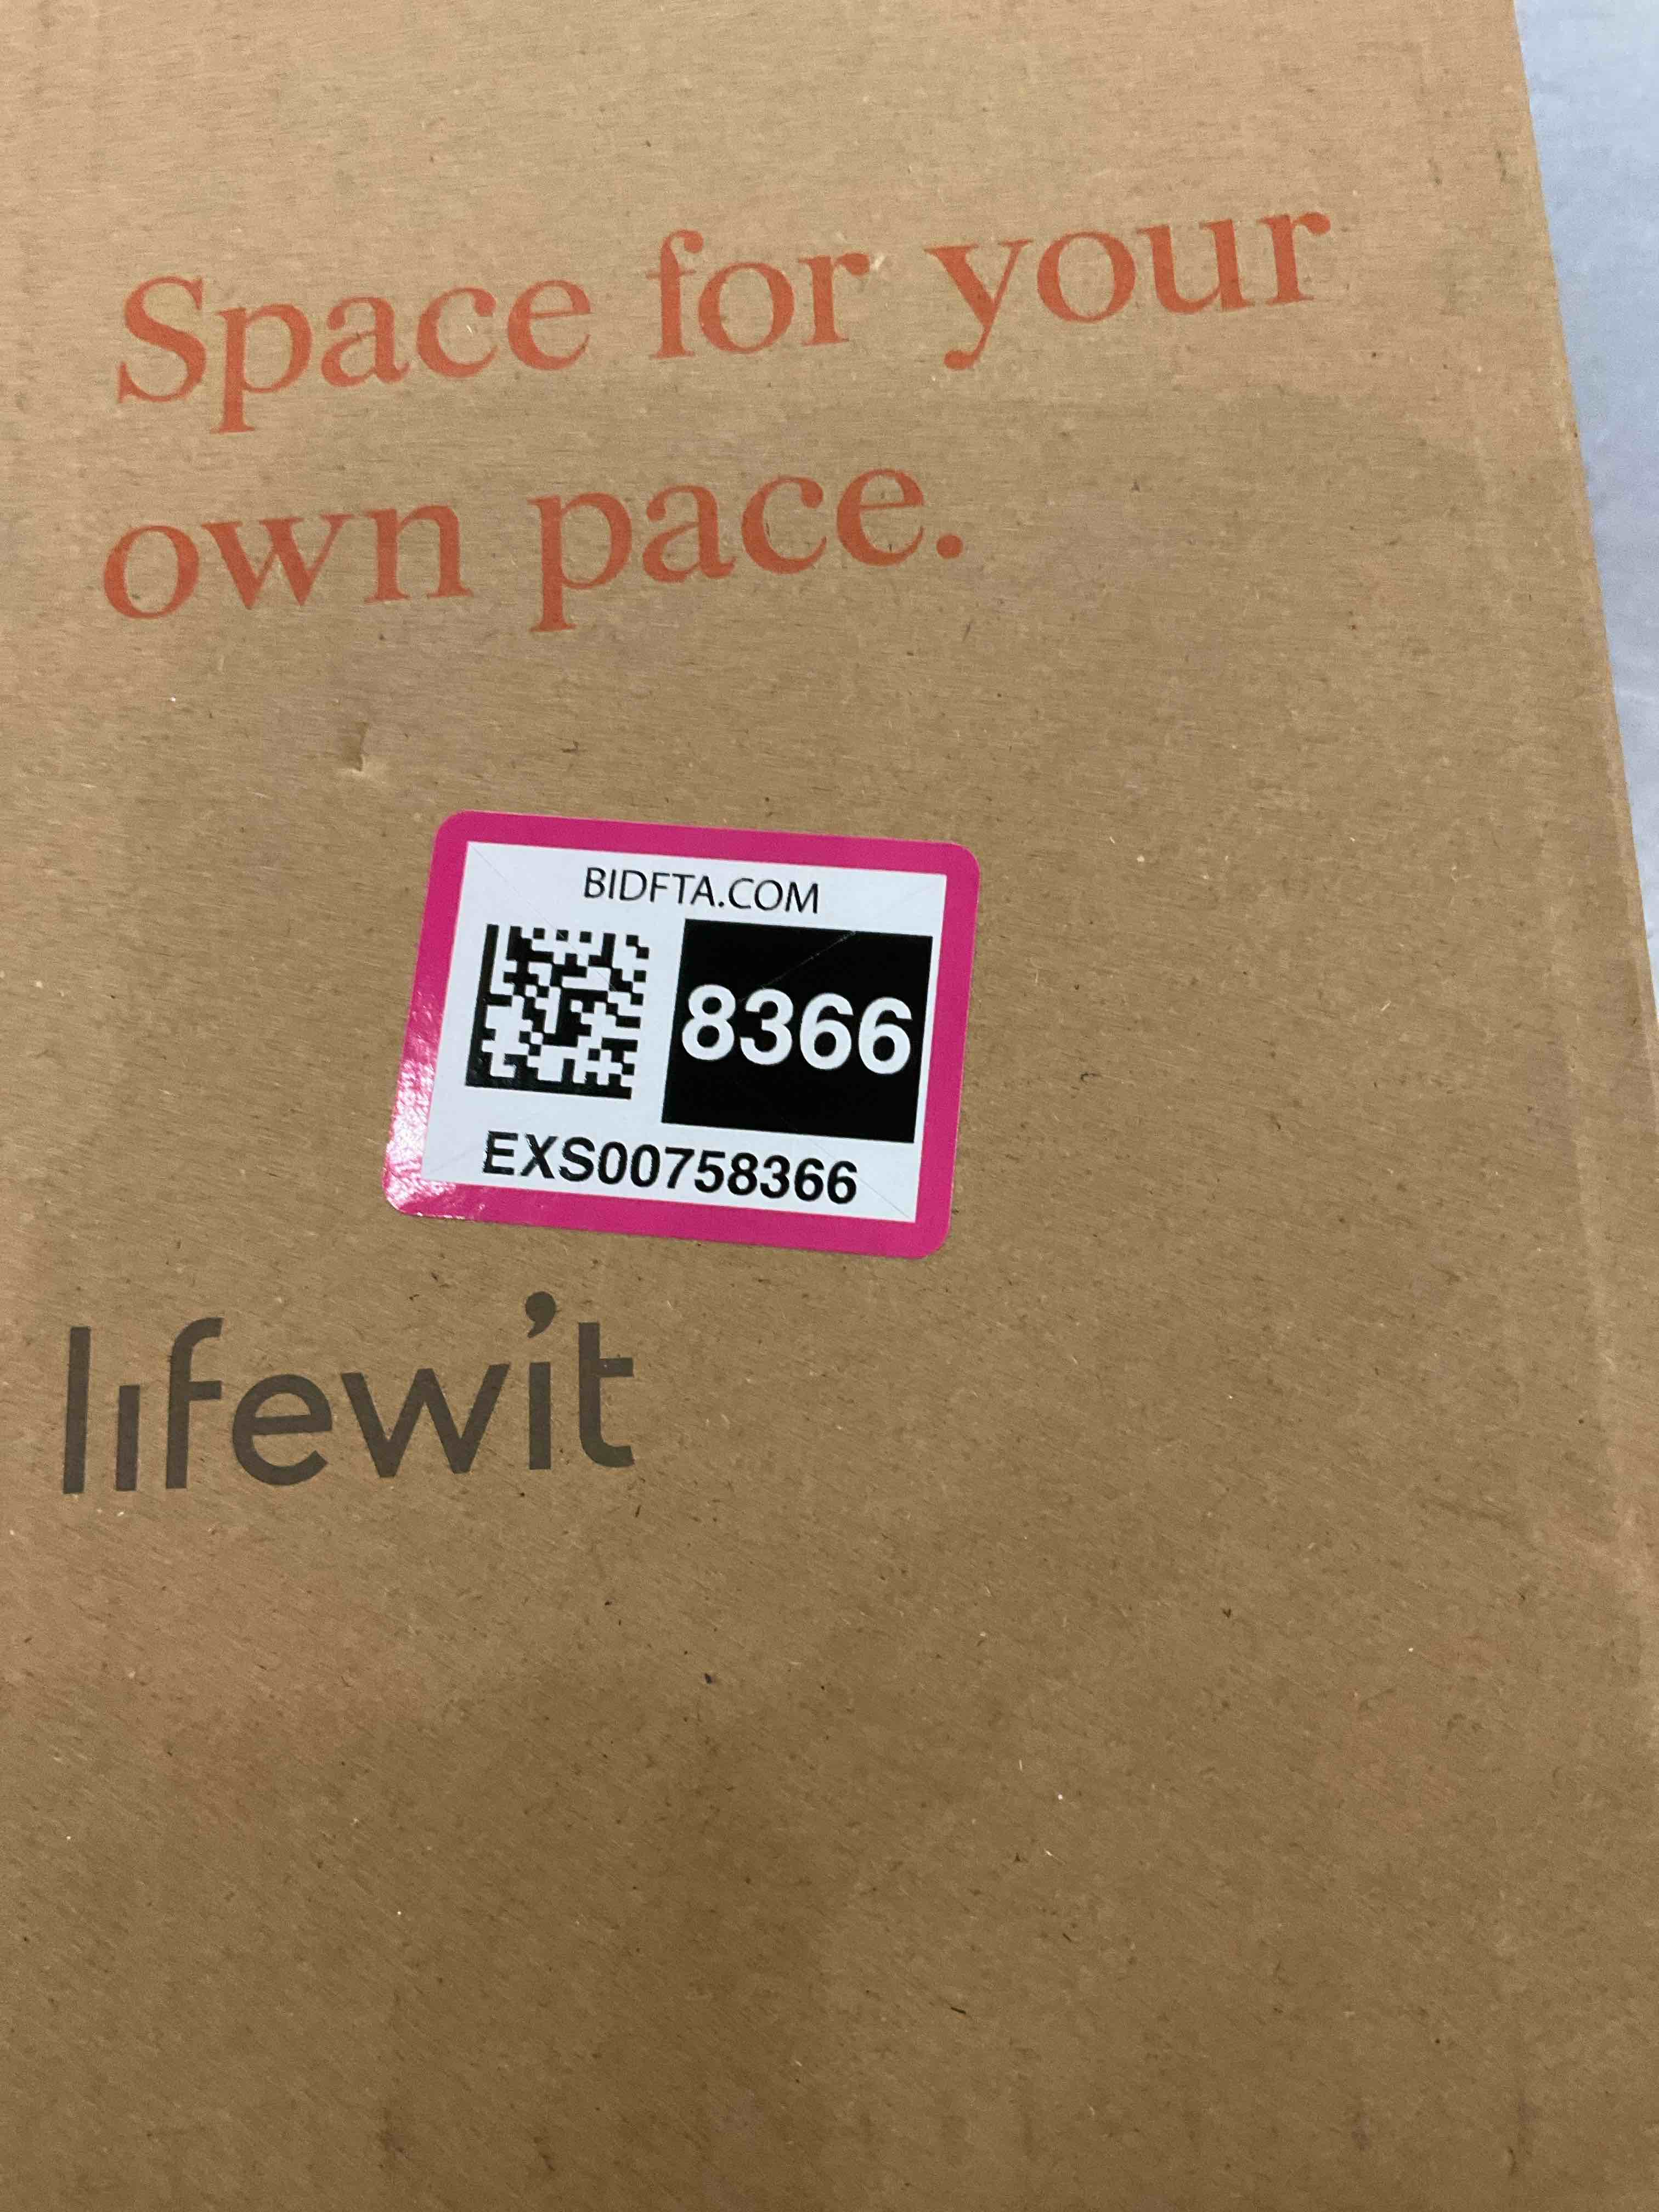 Space for your
own pace.
BIDFTA.COM
8366
EXS00758366
lifewit